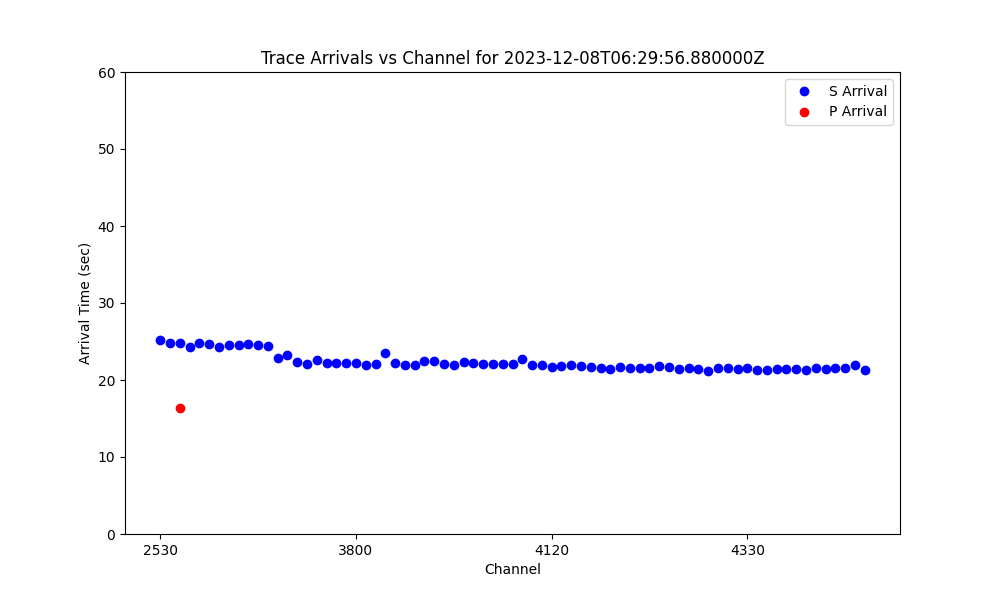 Trace Arrivals vs Channel for 2023-12-08T06:29:56.880000Z
S Arrival
P Arrival
Arrival Time (sec)
60
50
40
30
20
10
0
2530 3800 4120 4330
Channel